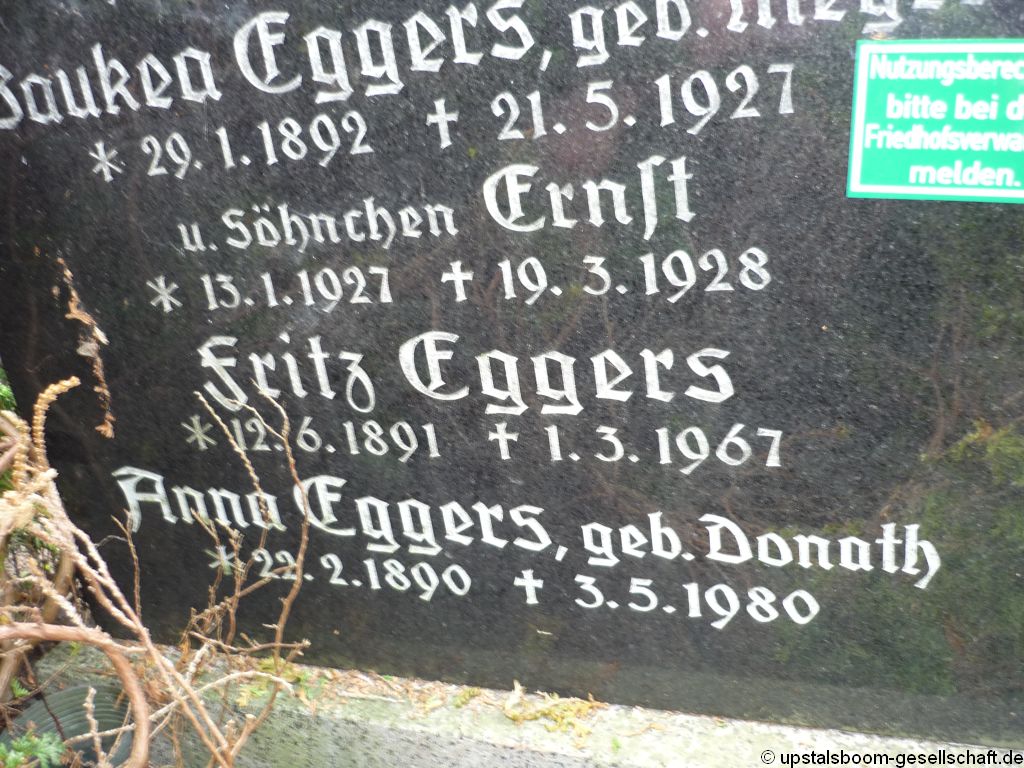 Eggers, geb.
* 29. 1. 1892 † 21. 5. 1927
u. Söhnchen Ernst
* 13. 1. 1927 † 19. 3. 1928
Fritz Eggers
* 12. 6. 1891 † 1. 3. 1967
Anna Eggers, geb. Donath
* 22. 2. 1890 † 3. 5. 1980
Nutzungsberec
bitte bei d
Friedhofsverwa
melden.
© upstalsboom-gesellschaft.de